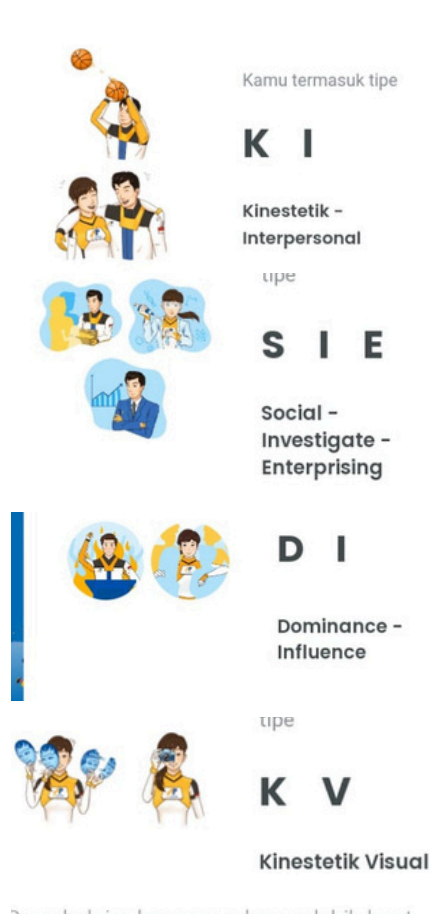 Kamu termasuk tipe
K I
Kinestetik -
Interpersonal
tipe
S I E
Social -
Investigate -
Enterprising
D I
Dominance -
Influence
tipe
K V
Kinestetik Visual